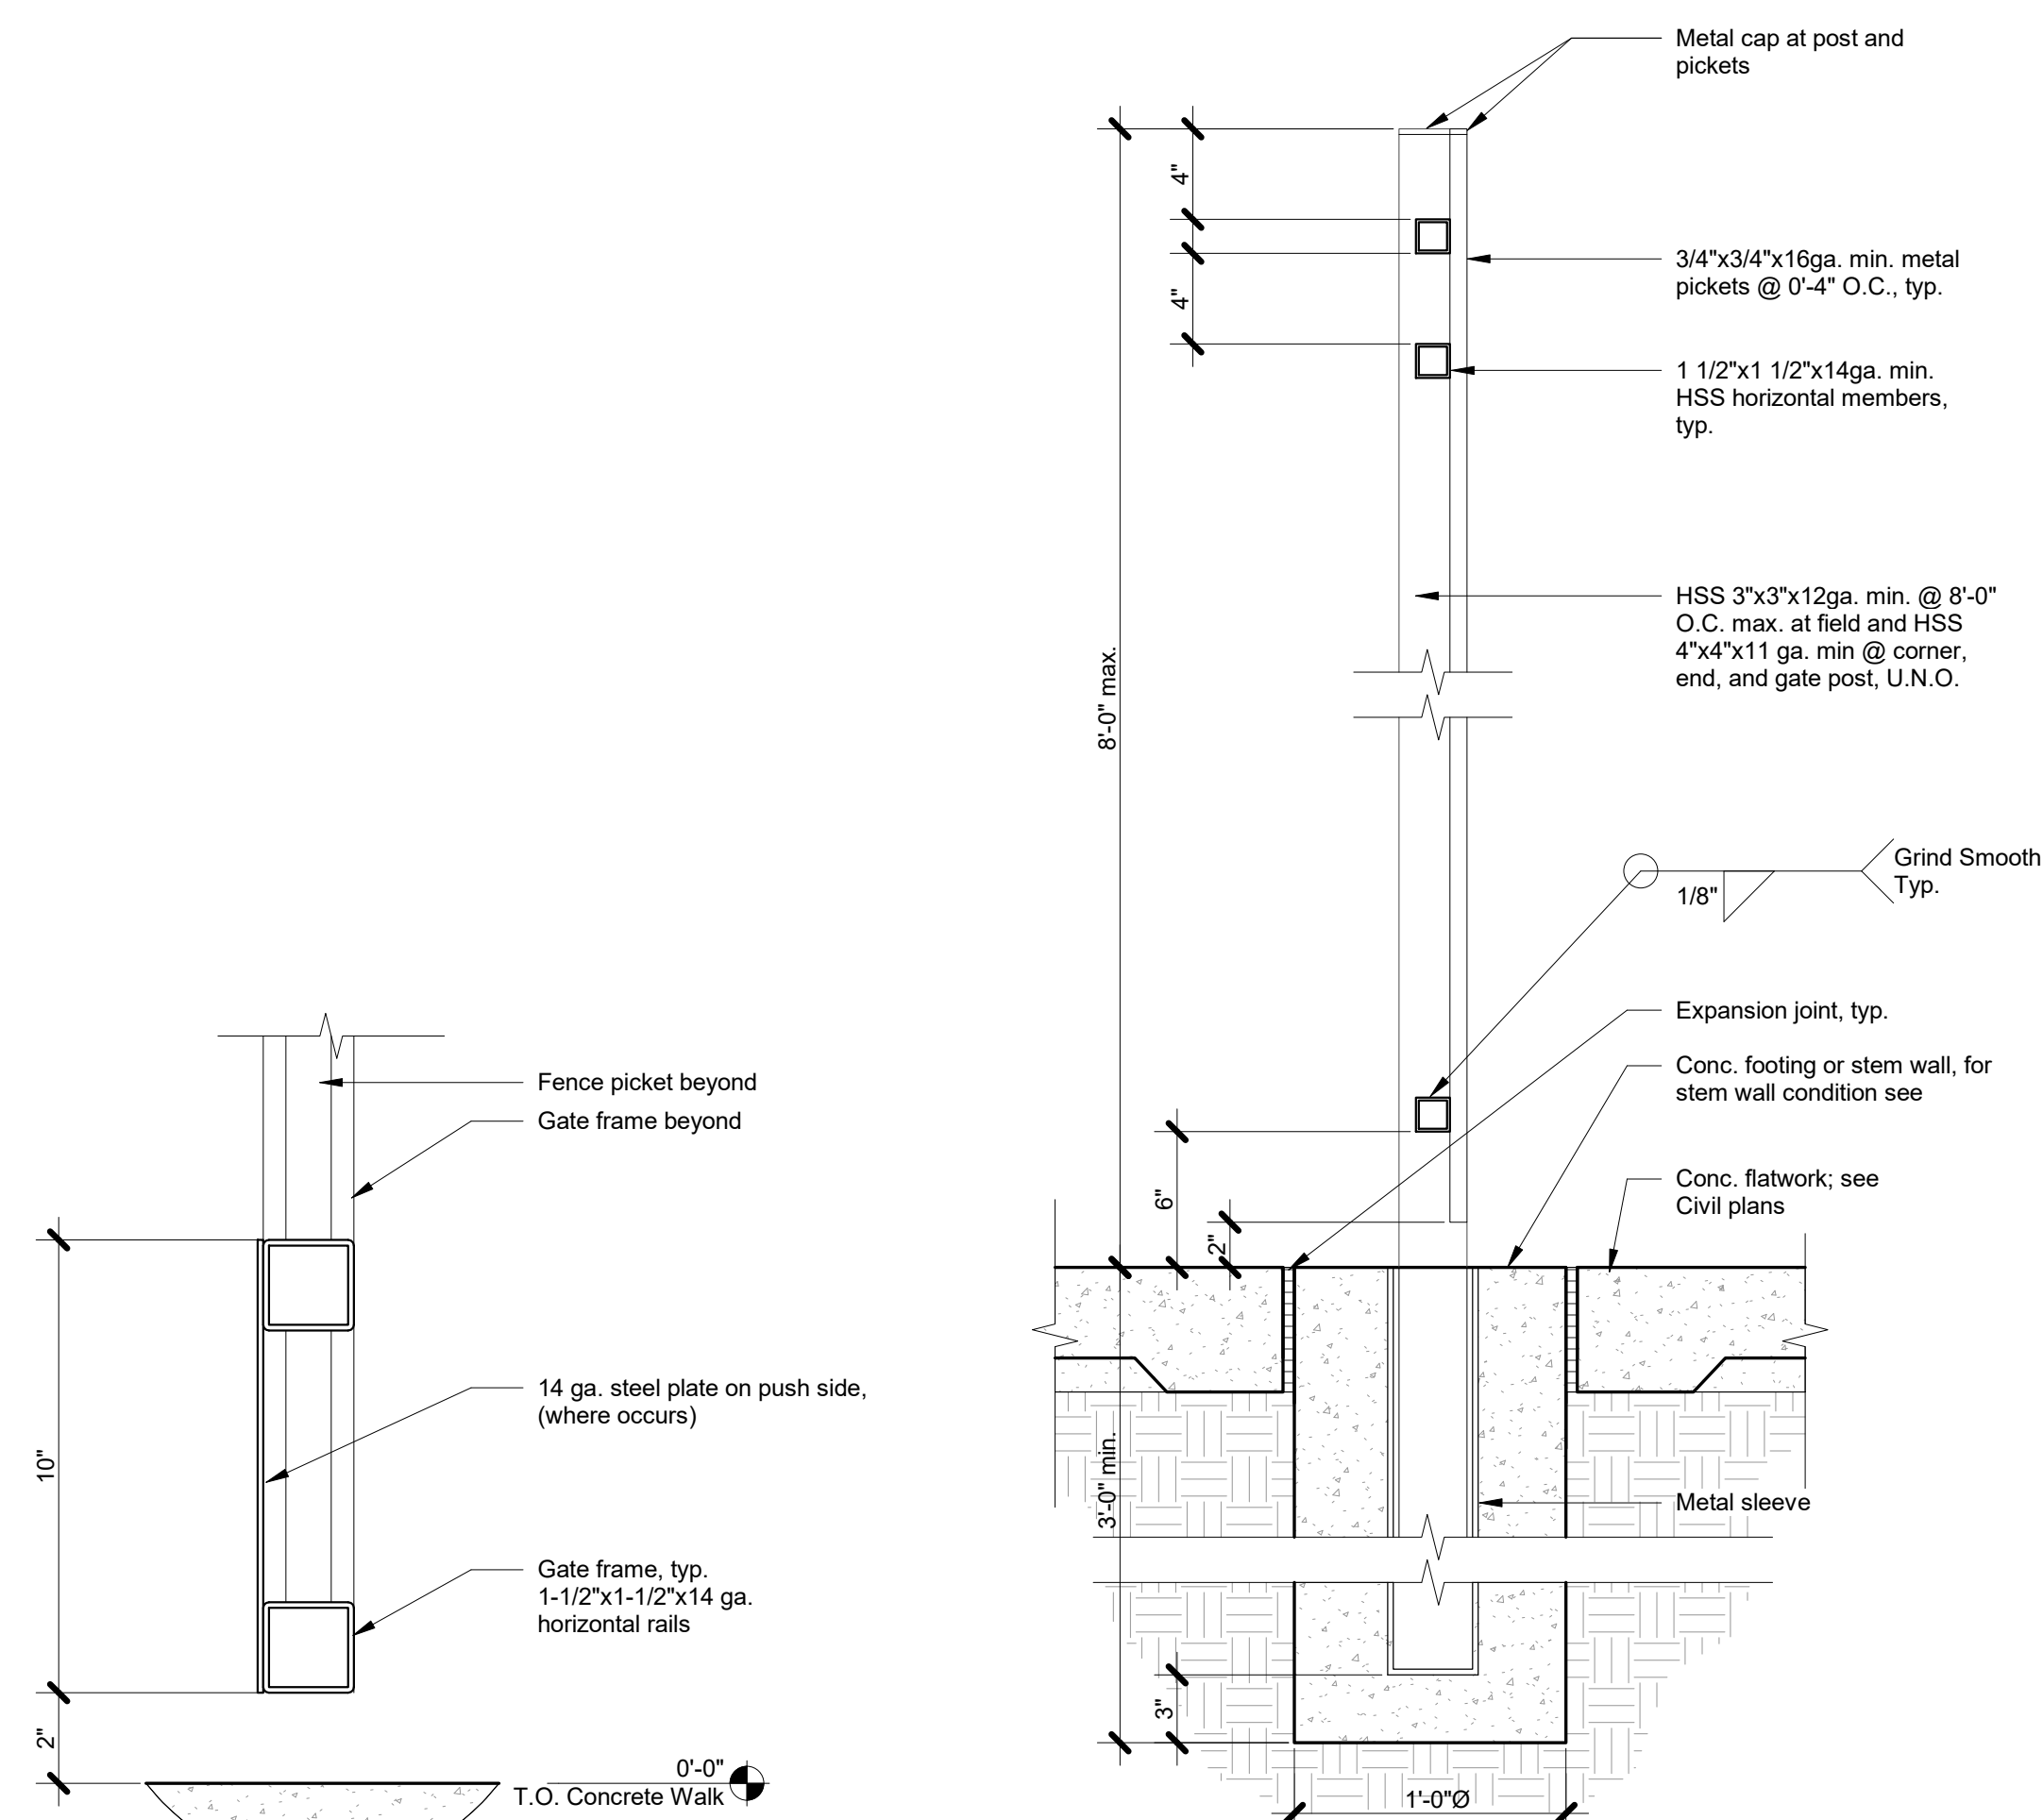 Metal cap at post and
pickets
4"
4"
3/4"x3/4"x16ga. min. metal
pickets @ 0'-4" O.C., typ.
1 1/2"x1 1/2"x14ga. min.
HSS horizontal members,
typ.
HSS 3"x3"x12ga. min. @ 8'-0"
O.C. max. at field and HSS
4"x4"x11 ga. min @ corner,
end, and gate post, U.N.O.
8'-0" max.
Grind Smooth
Typ.
1/8"
Expansion joint, typ.
Conc. footing or stem wall, for
stem wall condition see
Conc. flatwork; see
Civil plans
6"
2"
Metal sleeve
3'-0" min.
3"
1'-0"Ø
Fence picket beyond
Gate frame beyond
14 ga. steel plate on push side,
(where occurs)
10"
Gate frame, typ.
1-1/2"x1-1/2"x14 ga.
horizontal rails
2"
0'-0"
T.O. Concrete Walk